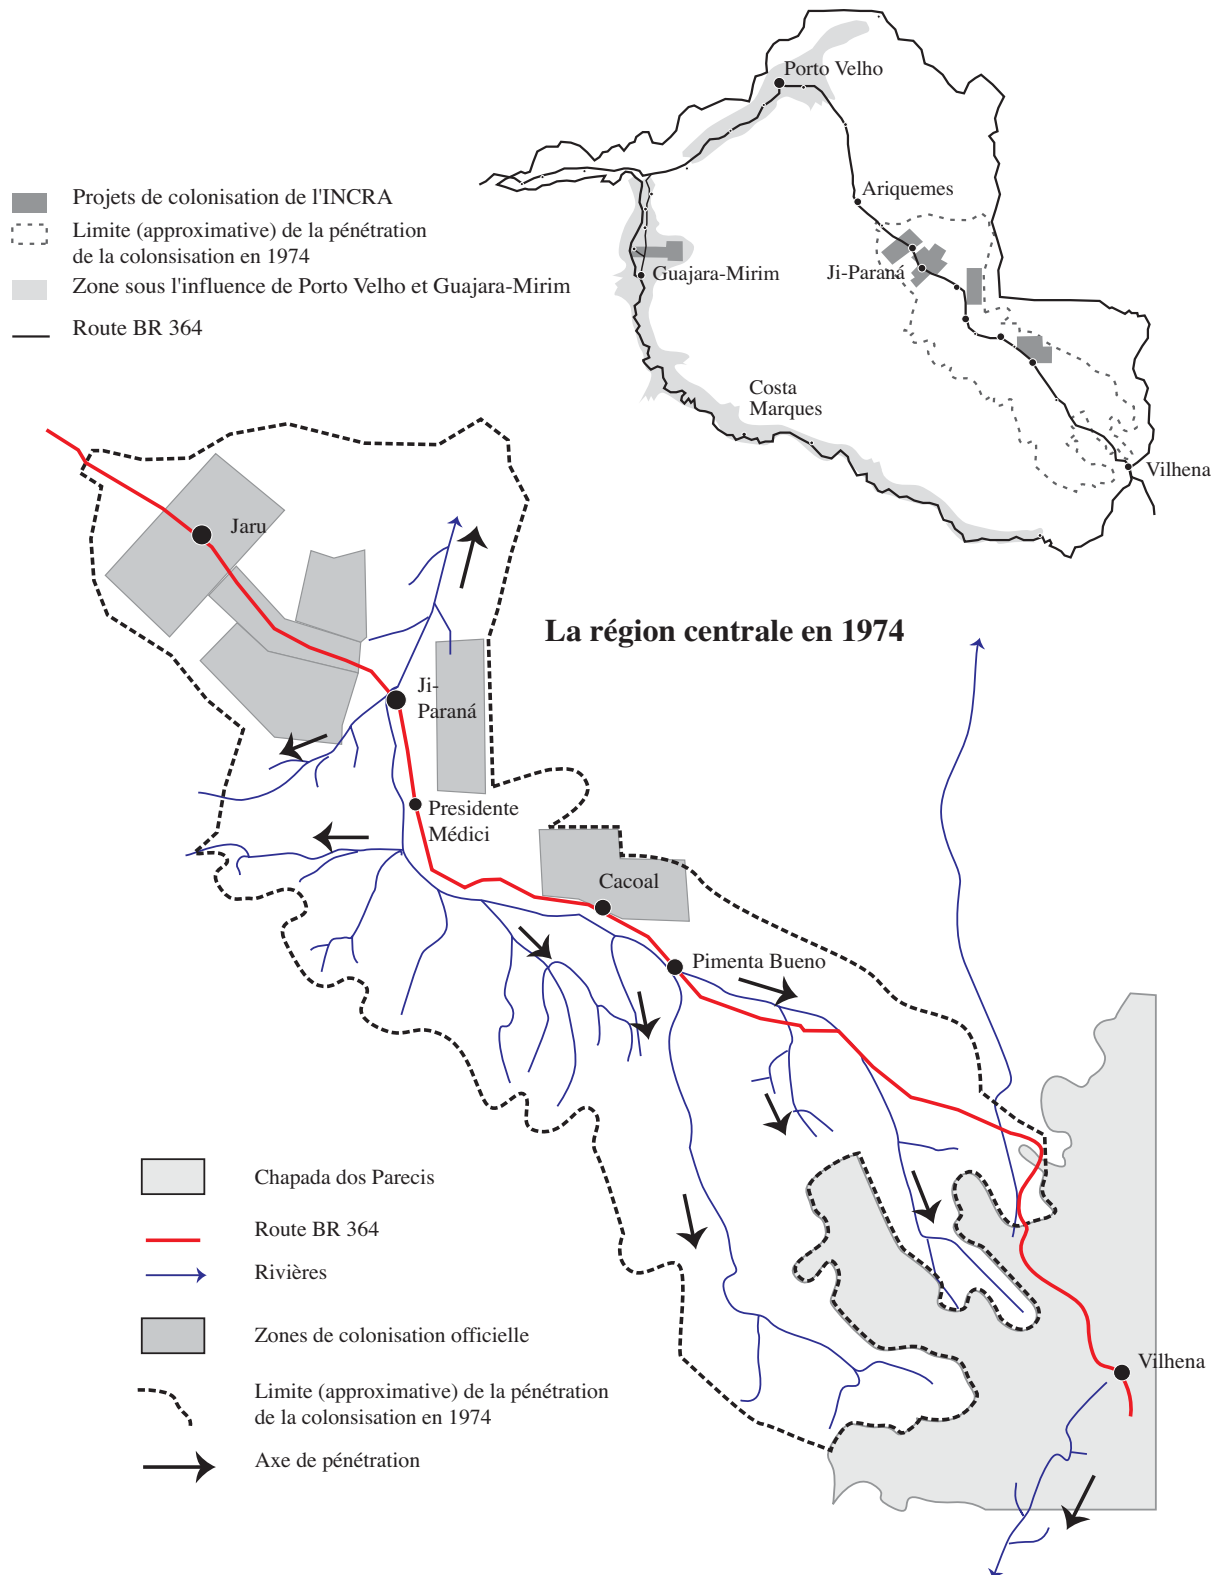 Porto Velho
Ariquemes
Ji-Paraná
Guajara-Mirim
Costa
Marques
Vilhena
Projets de colonisation de l'INCRA
Limite (approximative) de la pénétration
de la colonsisation en 1974
Zone sous l'influence de Porto Velho et Guajara-Mirim
Route BR 364
La région centrale en 1974
Jaru
Ji-
Paraná
Presidente
Médici
Cacoal
Pimenta Bueno
Vilhena
Chapada dos Parecis
Route BR 364
Rivières
Zones de colonisation officielle
Limite (approximative) de la pénétration
de la colonsisation en 1974
Axe de pénétration